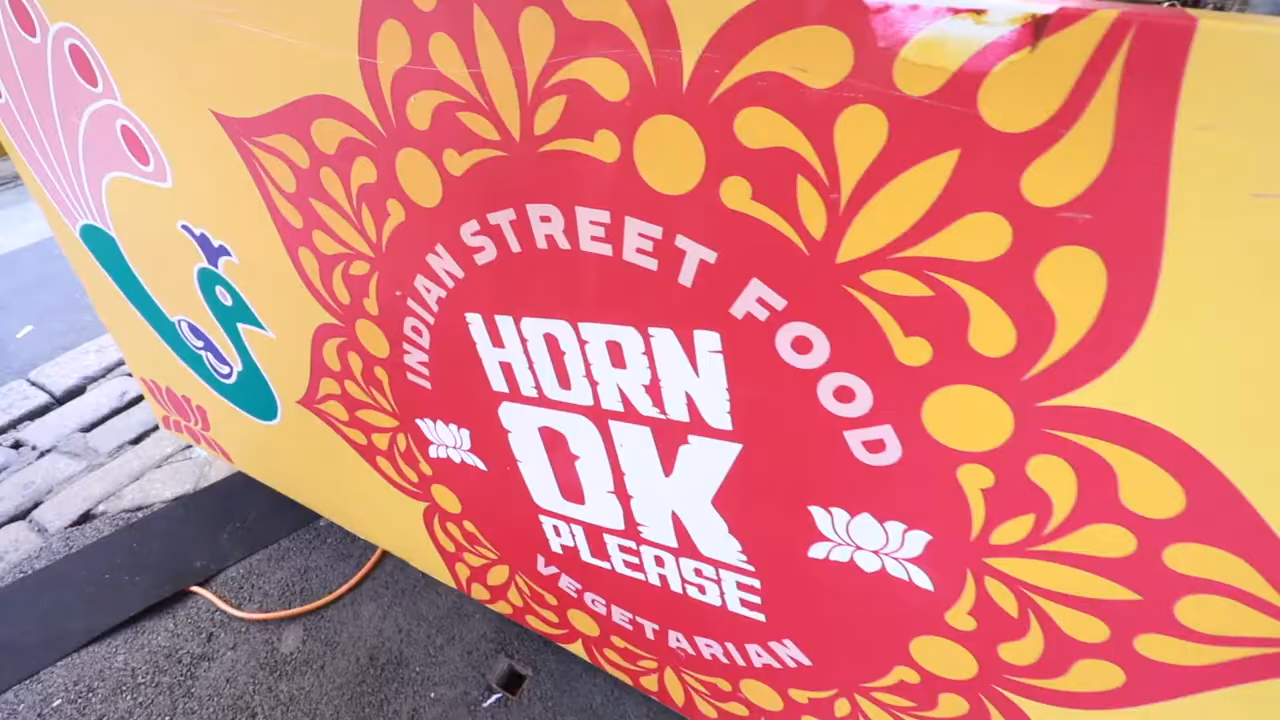 INDIAN STREET FOOD
HORN
OK
PLEASE
VEGETARIAN